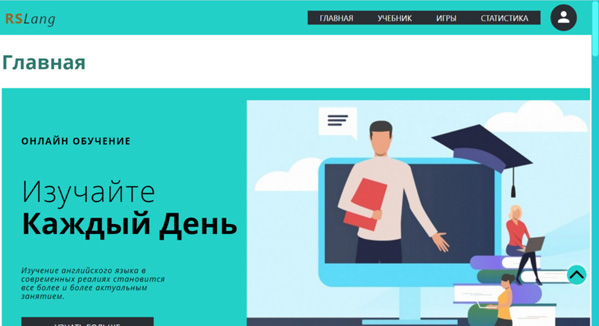 RSLang
ГЛАВНАЯ УЧЕБНИК ИГРЫ СТАТИСТИКА
Главная
ОНЛАЙН ОБУЧЕНИЕ
Изучайте
Каждый День
Изучение английского языка в
современных реалиях становится
все более и более актуальным
занятием.